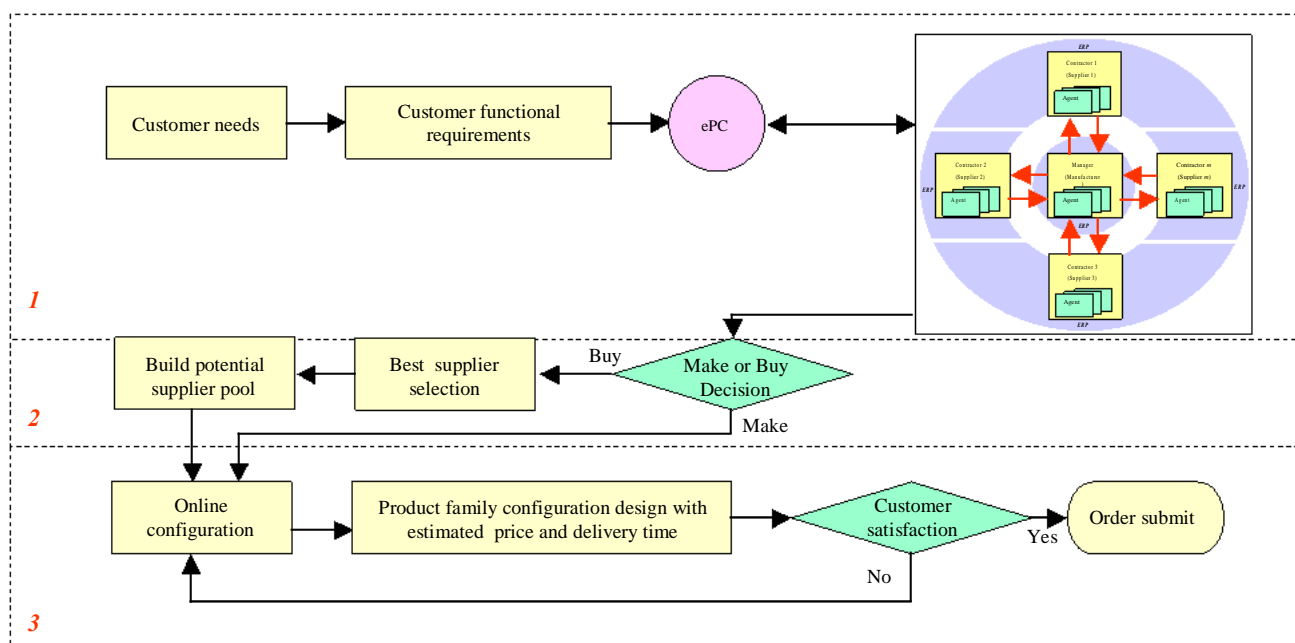 ERP
Contractor 1
(Supplier 1)
Agent
Customer needs
Customer functional
requirements
ePC
Contractor 2
(Supplier 2)
Agent
ERP
Manager
(Manufacturer
)
Agent
ERP
Contractor m
(Supplier m)
Agent
ERP
Contractor 3
(Supplier 3)
Agent
ERP
1
Build potential
supplier pool
Best supplier
selection
Buy
Make or Buy
Decision
Make
2
Online
configuration
Product family configuration design with
estimated price and delivery time
Customer
satisfaction
Yes
Order submit
No
3